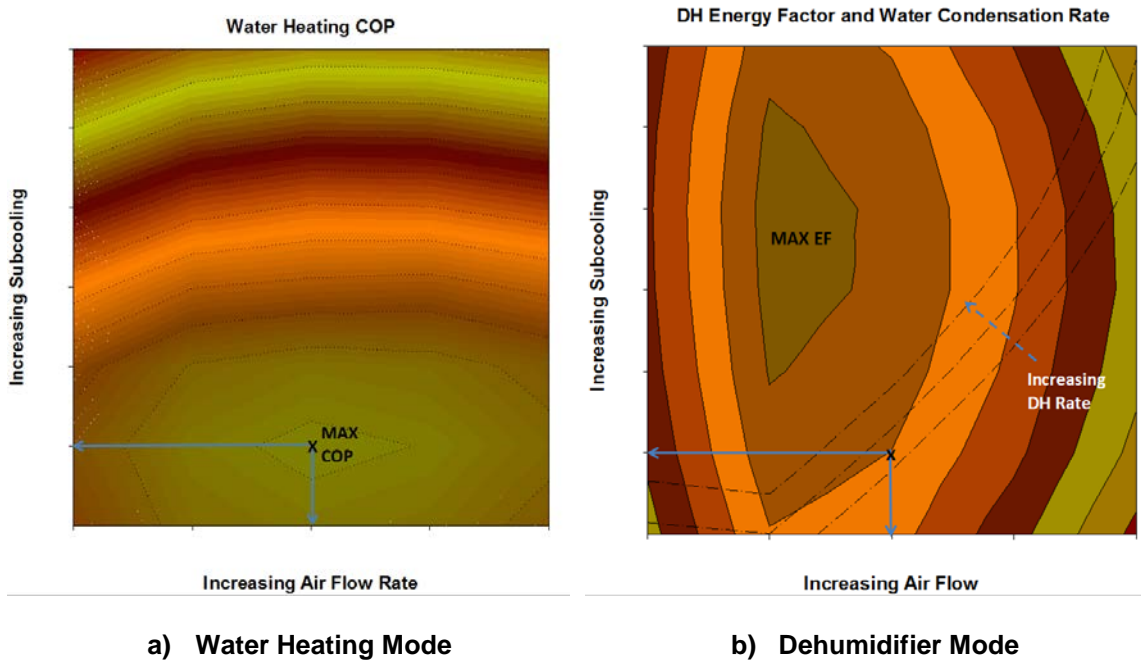 Water Heating COP
Increasing Subcooling
X
MAX
COP
Increasing Air Flow Rate
a) Water Heating Mode
DH Energy Factor and Water Condensation Rate
Increasing Subcooling
MAX EF
Increasing
DH Rate
X
Increasing Air Flow
b) Dehumidifier Mode